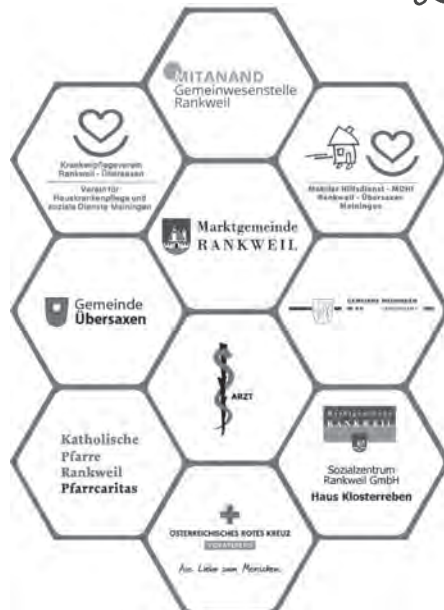 MITANAND
Gemeinwesenstelle
Rankweil
Krankenpflegeverein
Rankweil - Übersaxen
Verein für
Hauskrankenpflege und
soziale Dienste Meiningen
Mobiler Hilfsdienst - MOHI
Rankweil - Übersaxen
Meiningen
Marktgemeinde
RANKWEIL
Gemeinde
Übersaxen
GEMEINDE MEININGEN
ARZT
Katholische
Pfarre
Rankweil
Pfarrcaritas
Marktgemeinde
RANKWEIL
Sozialzentrum
Rankweil GmbH
Haus Klosterreben
ÖSTERREICHISCHES ROTES KREUZ
VORARLBERG
Aus Liebe zum Menschen.